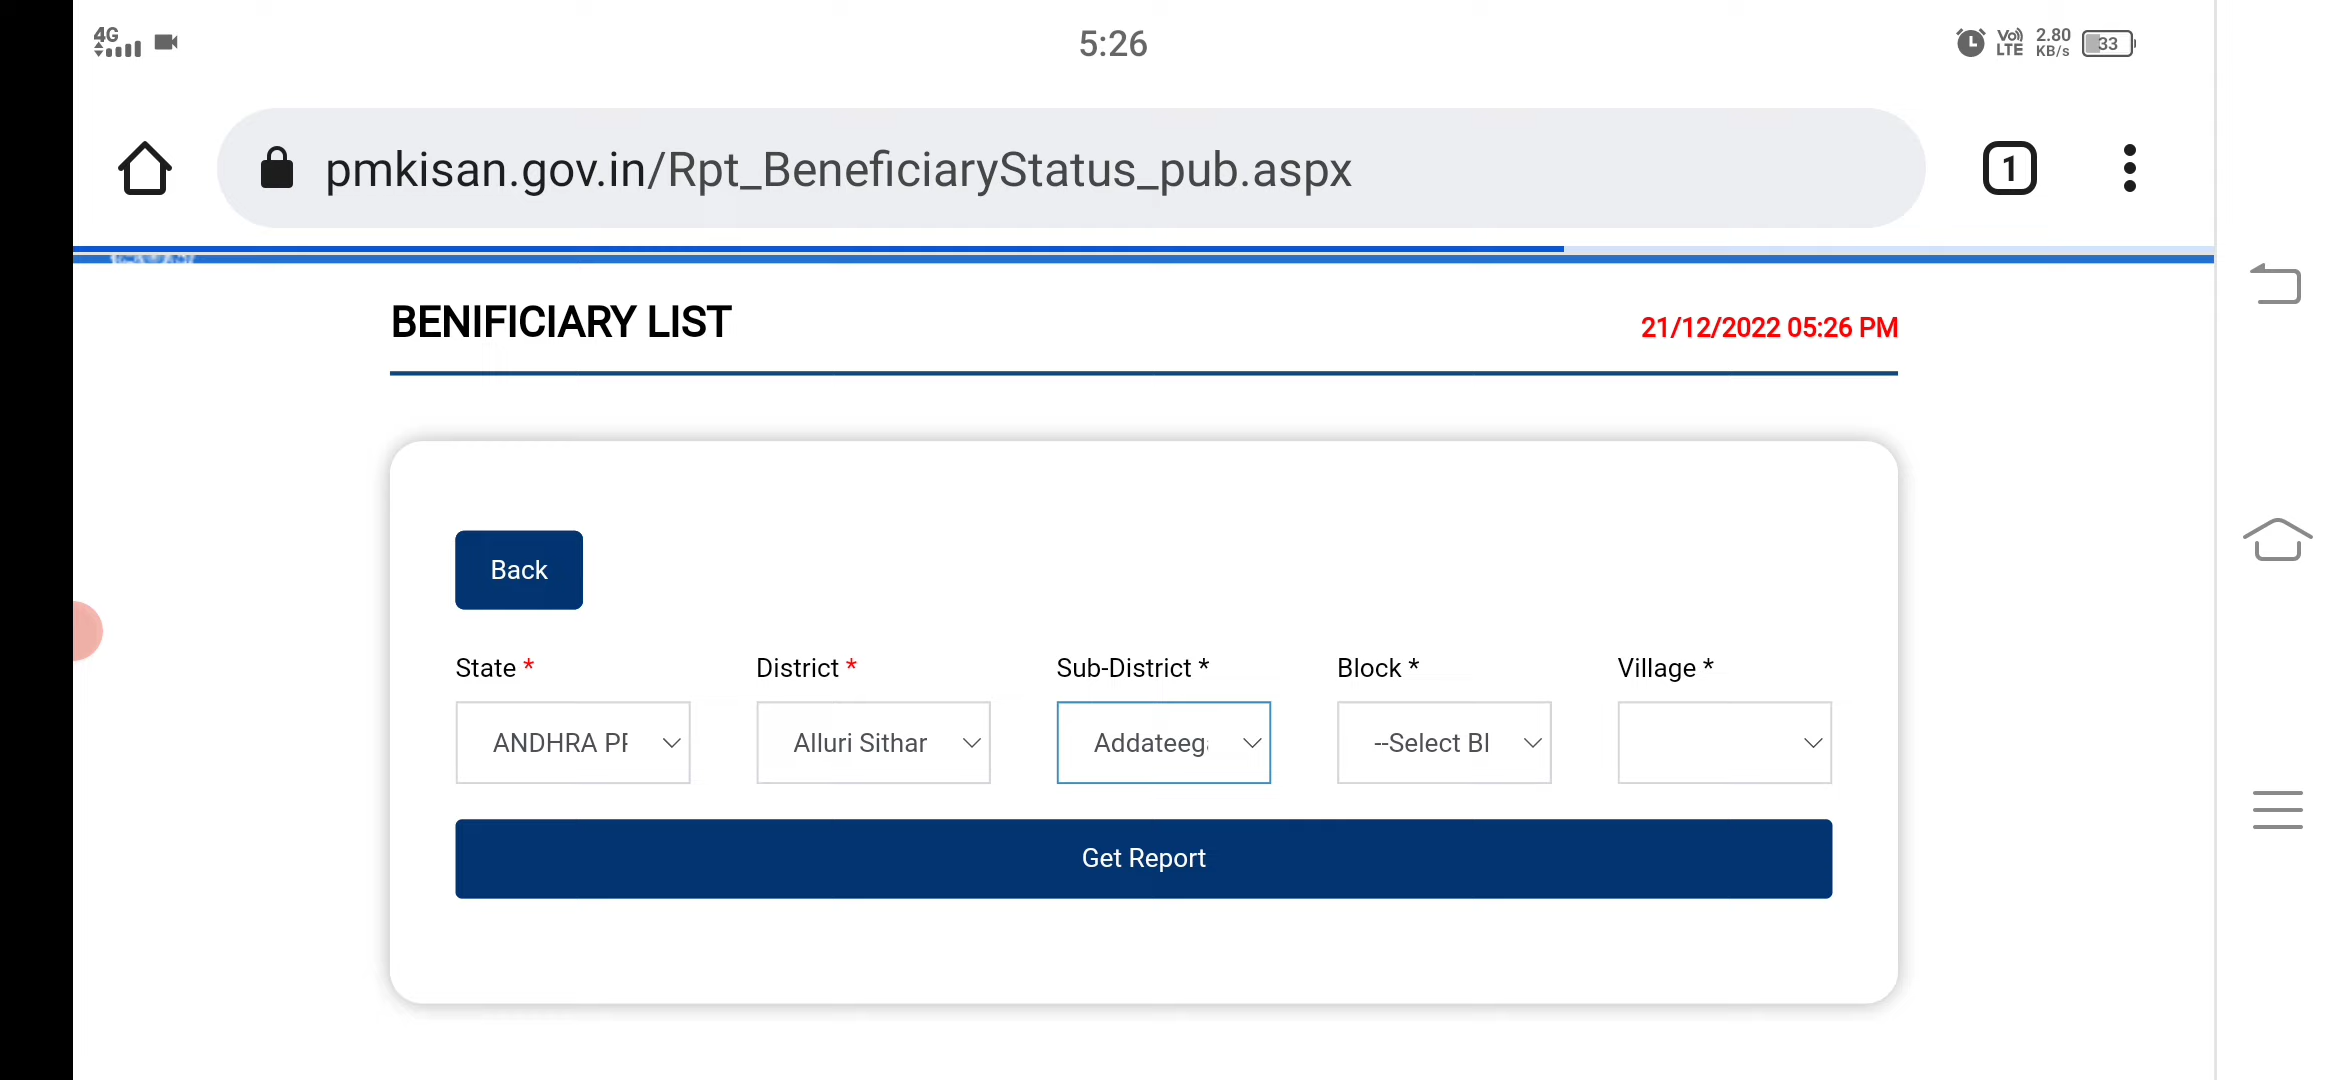 4G
5:26
Vo)) LTE
2.80 KB/s
33
pmkisan.gov.in/Rpt_BeneficiaryStatus_pub.aspx
1
BENIFICIARY LIST
21/12/2022 05:26 PM
Back
State * District * Sub-District * Block * Village *
ANDHRA PF Alluri Sithar Addateeg --Select Bl
Get Report